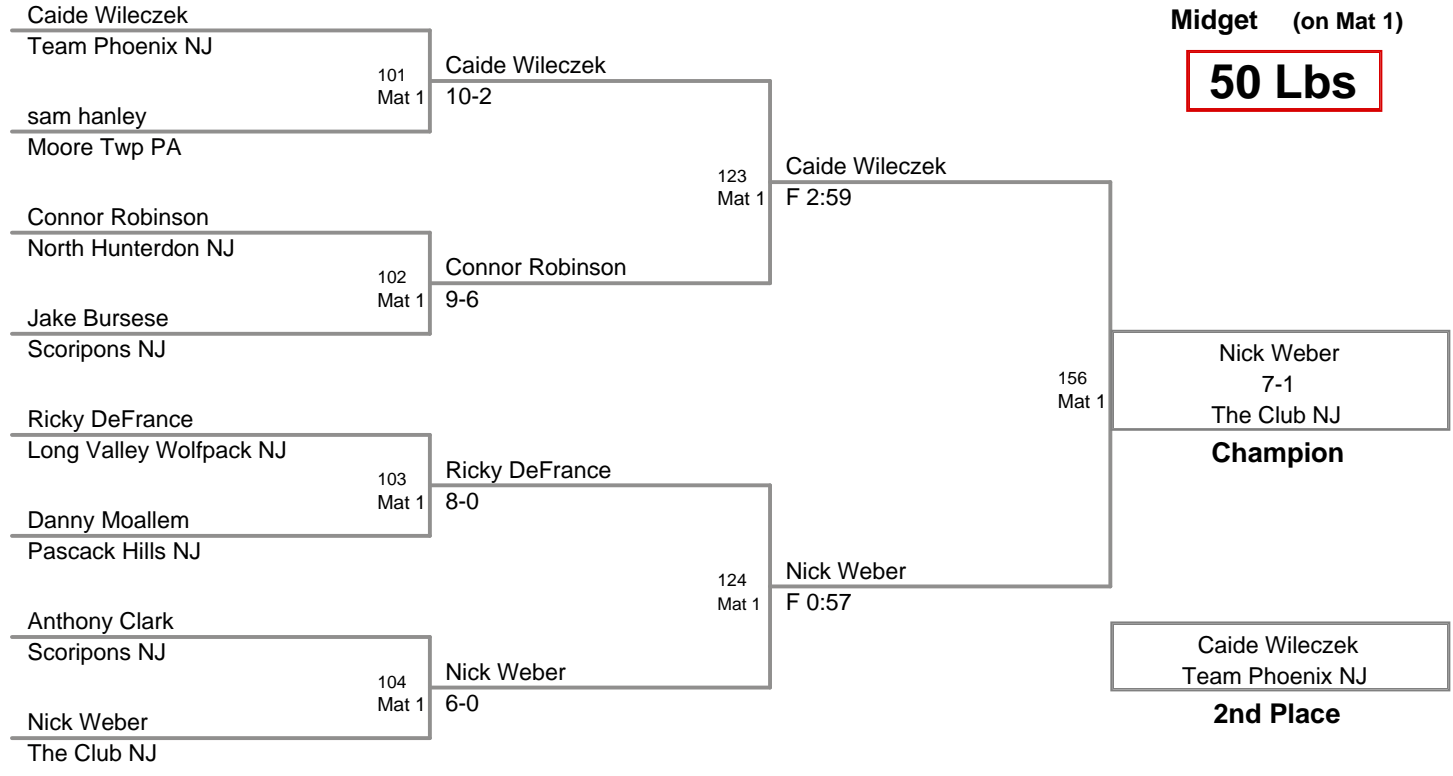 Midget (on Mat 1)
50 Lbs
Caide Wileczek
Team Phoenix NJ
sam hanley
Moore Twp PA
Connor Robinson
North Hunterdon NJ
Jake Bursese
Scoripons NJ
Ricky DeFrance
Long Valley Wolfpack NJ
Danny Moallem
Pascack Hills NJ
Anthony Clark
Scoripons NJ
Nick Weber
The Club NJ
101
Mat 1
Caide Wileczek
10-2
102
Mat 1
Connor Robinson
9-6
103
Mat 1
Ricky DeFrance
8-0
104
Mat 1
Nick Weber
6-0
123
Mat 1
Caide Wileczek
F 2:59
124
Mat 1
Nick Weber
F 0:57
156
Mat 1
Nick Weber
7-1
The Club NJ
Champion
Caide Wileczek
Team Phoenix NJ
2nd Place